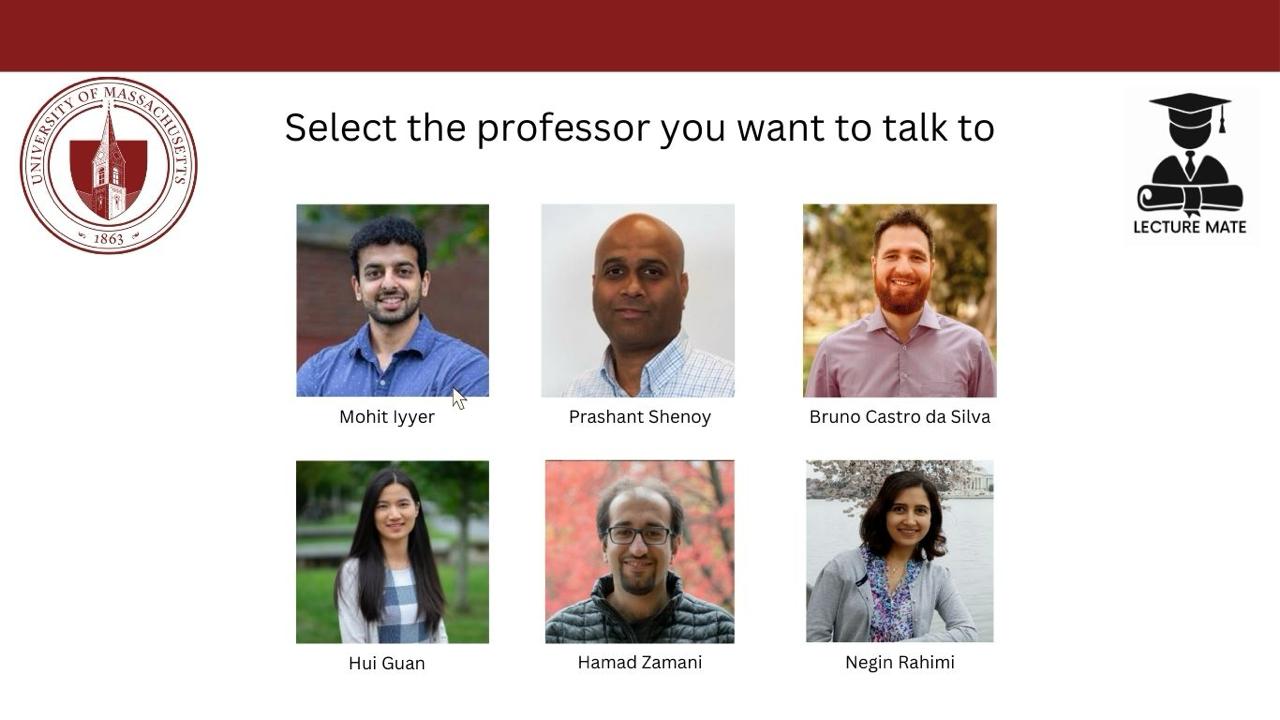 UNIVERSITY OF MASSACHUSETTS
1863
Select the professor you want to talk to
LECTURE MATE
Mohit Iyyer
Prashant Shenoy
Bruno Castro da Silva
Hui Guan
Hamad Zamani
Negin Rahimi